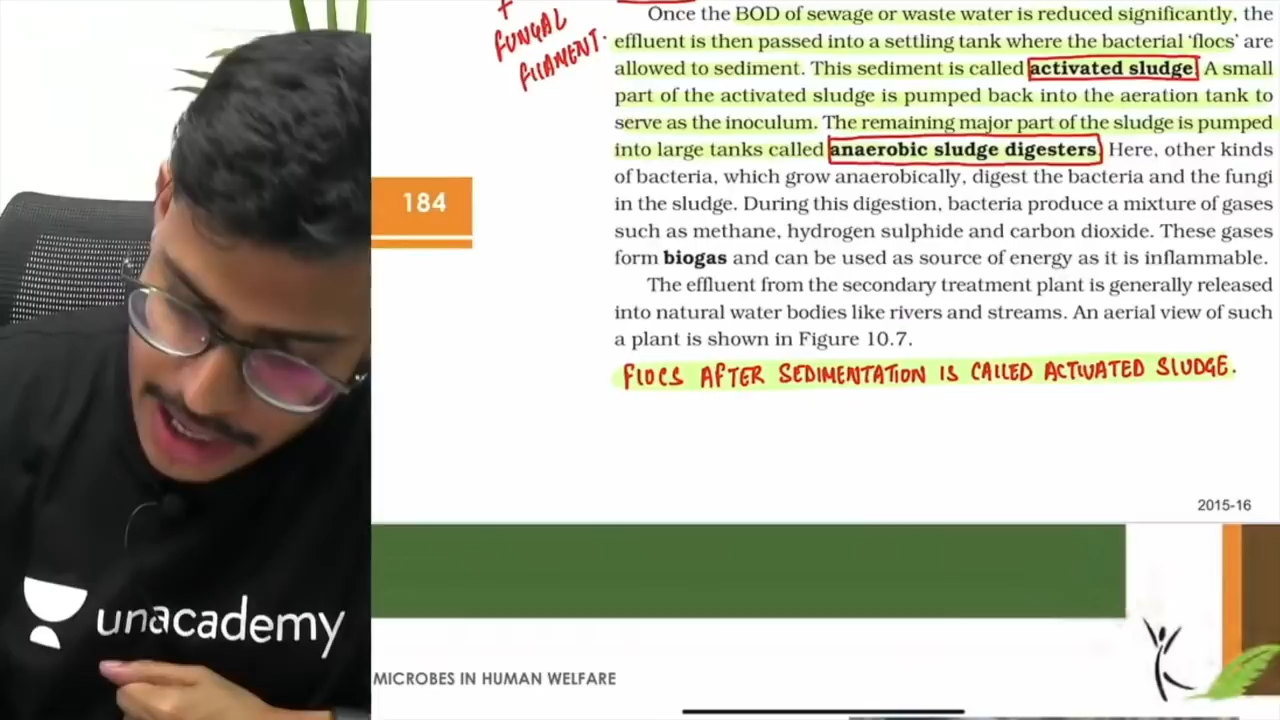 +
FUNGAL
FILAMENT.
Once the BOD of sewage or waste water is reduced significantly, the
effluent is then passed into a settling tank where the bacterial ‘flocs’ are
allowed to sediment. This sediment is called activated sludge. A small
part of the activated sludge is pumped back into the aeration tank to
serve as the inoculum. The remaining major part of the sludge is pumped
into large tanks called anaerobic sludge digesters. Here, other kinds
of bacteria, which grow anaerobically, digest the bacteria and the fungi
in the sludge. During this digestion, bacteria produce a mixture of gases
such as methane, hydrogen sulphide and carbon dioxide. These gases
form biogas and can be used as source of energy as it is inflammable.
The effluent from the secondary treatment plant is generally released
into natural water bodies like rivers and streams. An aerial view of such
a plant is shown in Figure 10.7.
FLOCS AFTER SEDIMENTATION IS CALLED ACTIVATED SLUDGE.
184
2015-16
unacademy
MICROBES IN HUMAN WELFARE